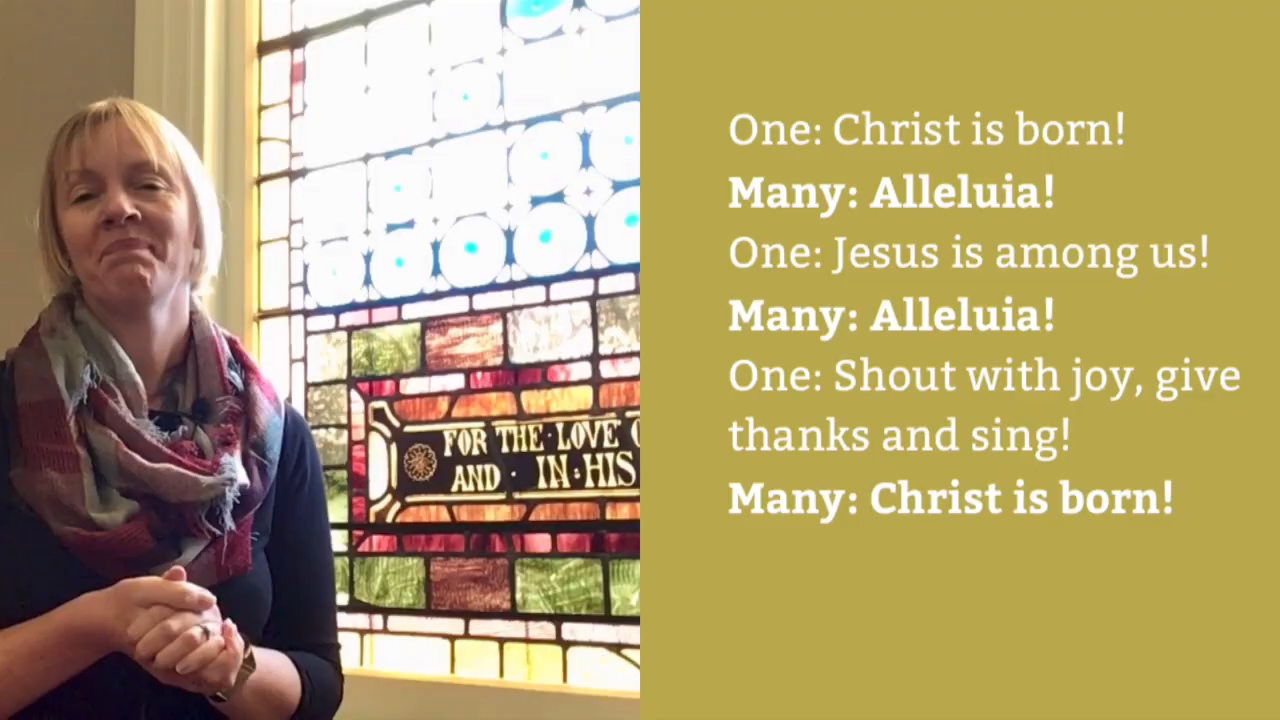 FOR THE·LOVE
AND · IN·HIS
One: Christ is born!
Many: Alleluia!
One: Jesus is among us!
Many: Alleluia!
One: Shout with joy, give
thanks and sing!
Many: Christ is born!